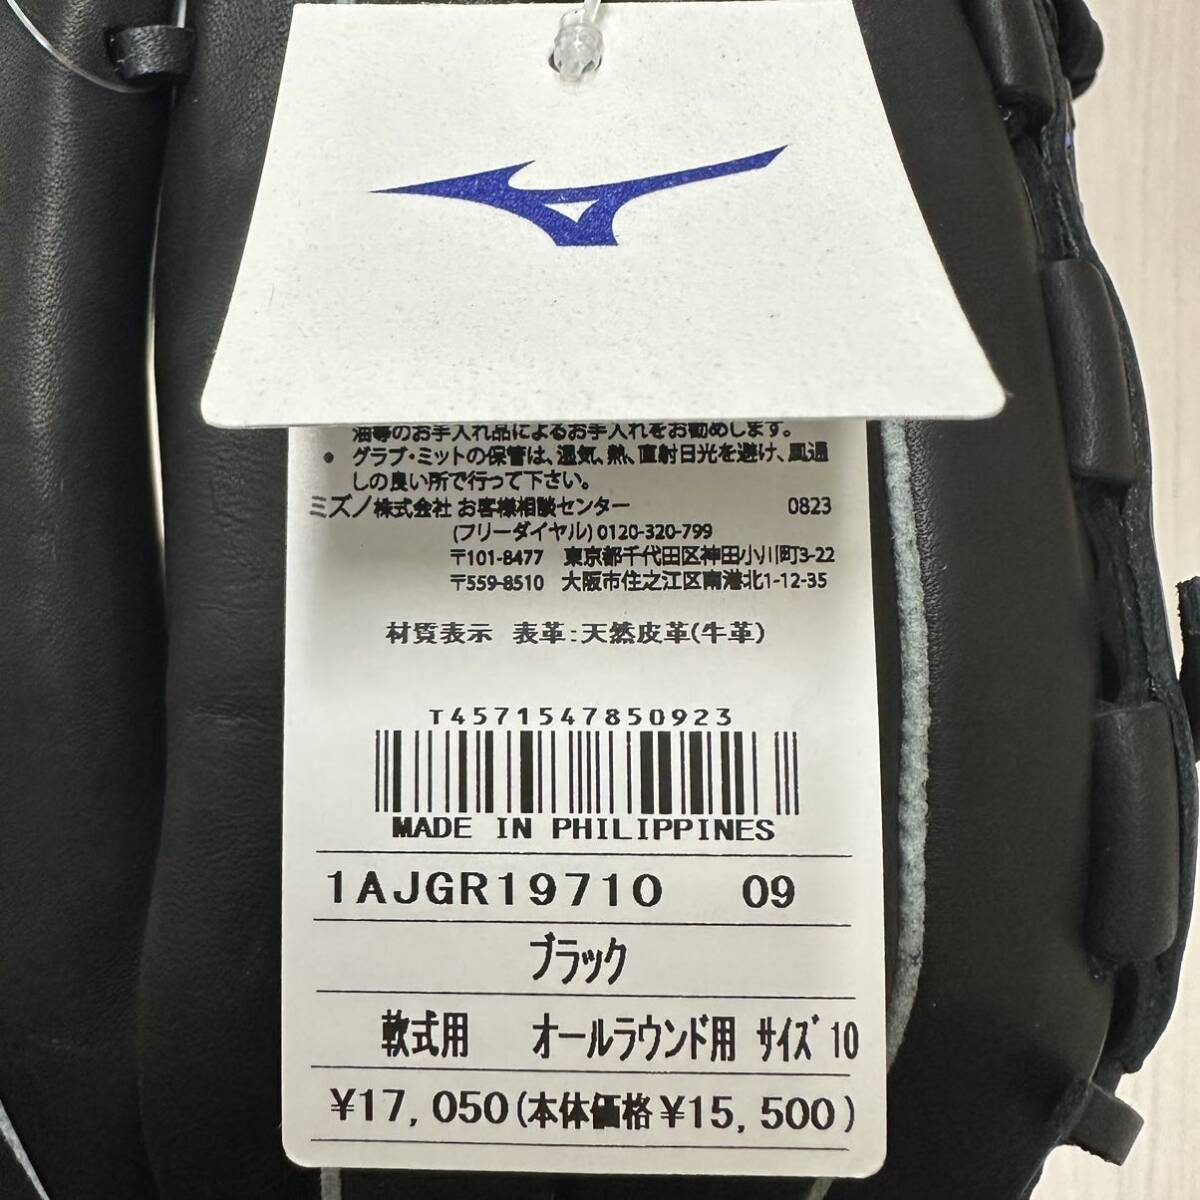 油等のお手入れ品によるお手入れをお勧めします。
● グラブ・ミットの保管は、湿気、熱、直射日光を避け、風通
しの良い所で行って下さい。
ミズノ株式会社 お客様相談センター 0823
(フリーダイヤル) 0120-320-799
〒101-8477 東京都千代田区神田小川町3-22
〒559-8510 大阪市住之江区南港北1-12-35
材質表示 表革:天然皮革(牛革)
T4571547850923
MADE IN PHILIPPINES
1AJGR19710 09
ブラック
軟式用 オールラウンド用 サイズ10
¥17,050(本体価格¥15,500)